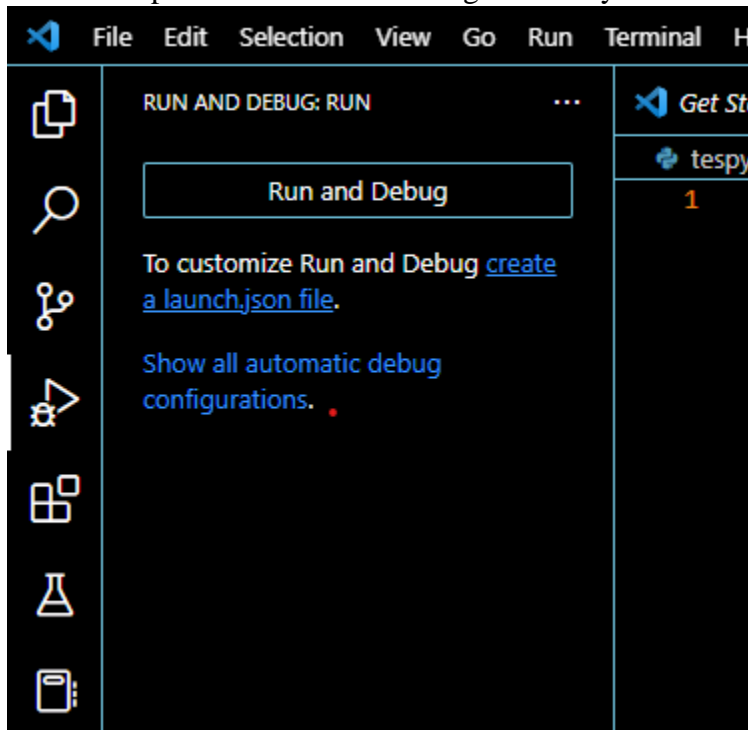 File Edit Selection View Go Run Terminal H
RUN AND DEBUG: RUN ...
Get St
tespy
Run and Debug
1
To customize Run and Debug create
a launch.json file.
Show all automatic debug
configurations.